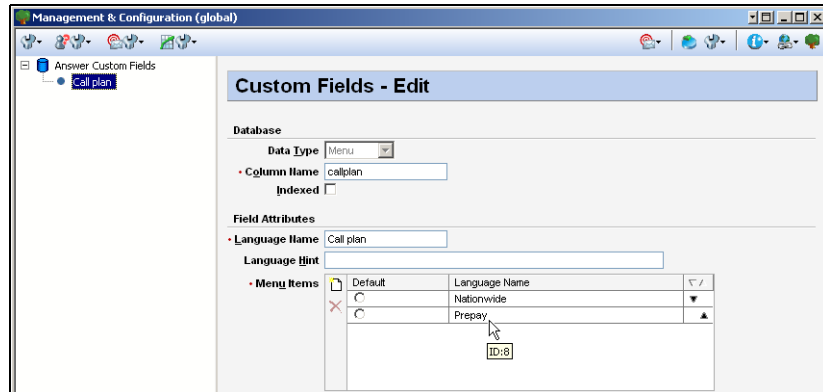 Management & Configuration (global)
Answer Custom Fields
Call plan
Custom Fields - Edit
Database
Data Type Menu
Column Name callplan
Indexed
Field Attributes
Language Name Call plan
Language Hint
Menu Items Default Language Name
Nationwide
Prepay
ID:8